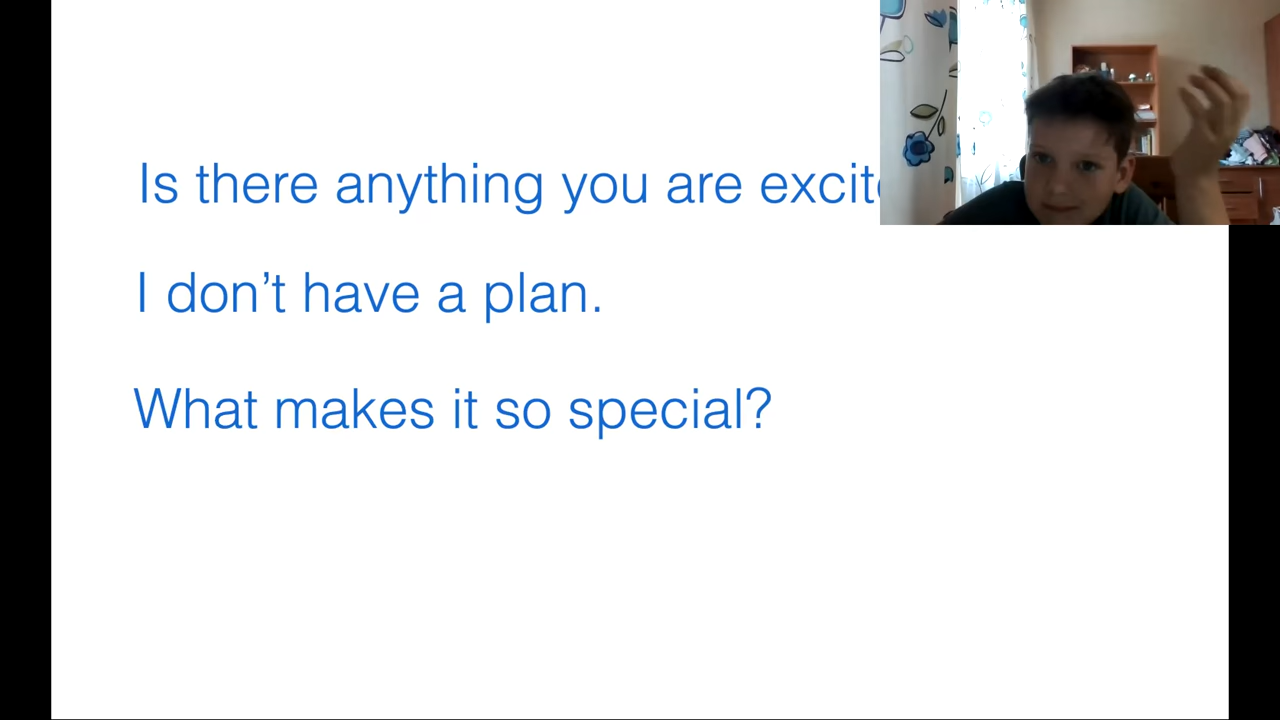 Is there anything you are
I don’t have a plan.
What makes it so special?